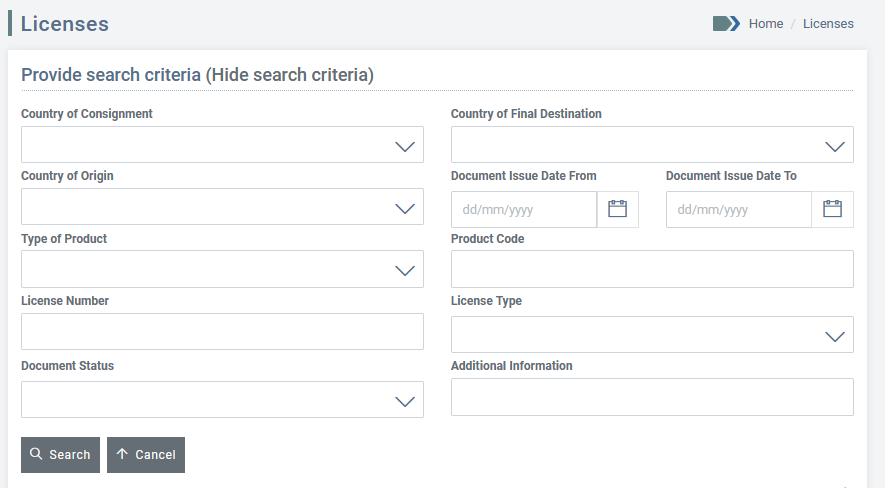 Licenses
Home / Licenses
Provide search criteria (Hide search criteria)
Country of Consignment
Country of Final Destination
Country of Origin
Document Issue Date From
Document Issue Date To
dd/mm/yyyy
dd/mm/yyyy
Type of Product
Product Code
License Number
License Type
Document Status
Additional Information
Search
Cancel